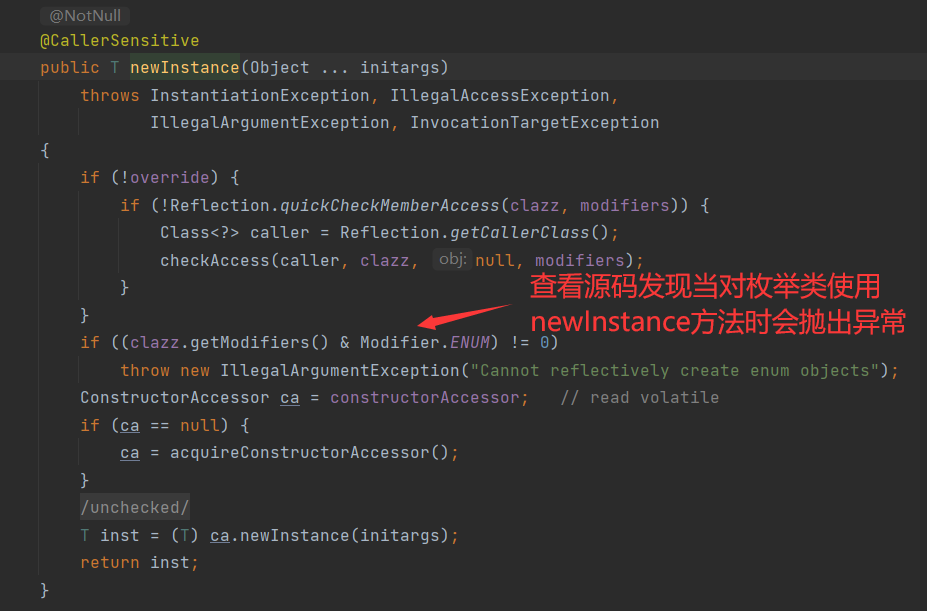 @NotNull
@CallerSensitive
public T newInstance(Object ... initargs)
throws InstantiationException, IllegalAccessException,
IllegalArgumentException, InvocationTargetException
{
if (!override) {
if (!Reflection.quickCheckMemberAccess(clazz, modifiers)) {
Class<?> caller = Reflection.getCallerClass();
checkAccess(caller, clazz, obj: null, modifiers);
}
}
查看源码发现当对枚举类使用
newInstance方法时会抛出异常
if ((clazz.getModifiers() & Modifier.ENUM) != 0)
throw new IllegalArgumentException("Cannot reflectively create enum objects");
ConstructorAccessor ca = constructorAccessor; // read volatile
if (ca == null) {
ca = acquireConstructorAccessor();
}
/unchecked/
T inst = (T) ca.newInstance(initargs);
return inst;
}